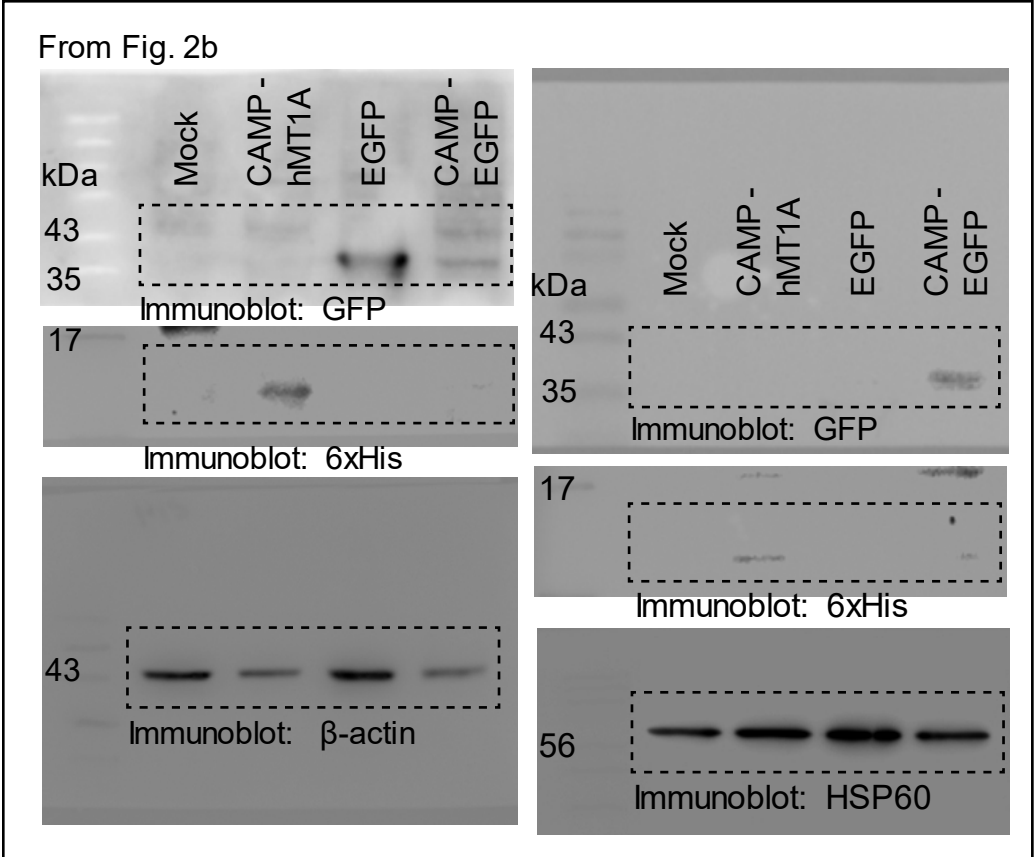 From Fig. 2b
kDa
Mock
CAMP-
hMT1A
EGFP
CAMP-
EGFP
43
35
Immunoblot: GFP
17
Immunoblot: 6xHis
43
Immunoblot: β-actin
kDa
Mock
CAMP-
hMT1A
EGFP
CAMP-
EGFP
43
35
Immunoblot: GFP
17
Immunoblot: 6xHis
56
Immunoblot: HSP60